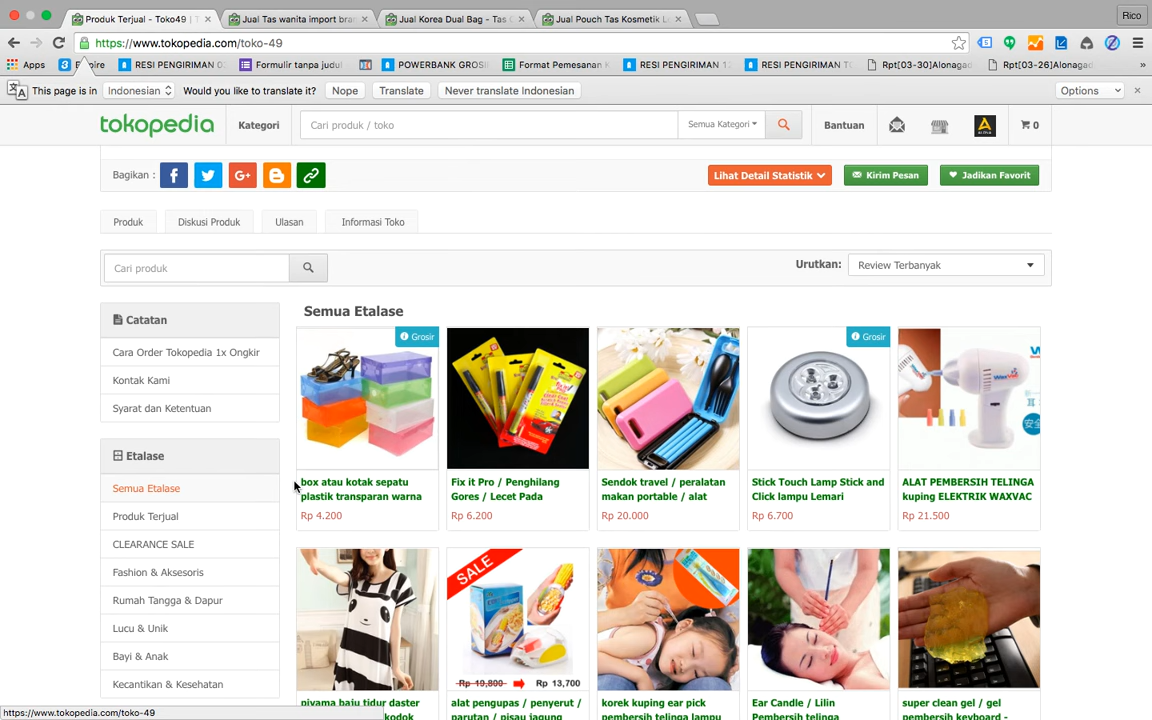 Produk Terjual - Toko49 | T
Jual Tas wanita import bran
Jual Korea Dual Bag - Tas O
Jual Pouch Tas Kosmetik L
Rico
https://www.tokopedia.com/toko-49
Apps
RESI PENGIRIMAN 03
Formulir tanpa judul
POWERBANK GROSI
Format Pemesanan K
RESI PENGIRIMAN 12
RESI PENGIRIMAN TO
Rpt[03-30]Alonagad
Rpt[03-26]Alonagad
»
This page is in
Indonesian
Would you like to translate it?
Nope
Translate
Never translate Indonesian
Options
tokopedia
Kategori
Cari produk / toko
Semua Kategori
Bantuan
0
Bagikan :
Lihat Detail Statistik
Kirim Pesan
Jadikan Favorit
Produk
Diskusi Produk
Ulasan
Informasi Toko
Cari produk
Urutkan:
Review Terbanyak
Catatan
Cara Order Tokopedia 1x Ongkir
Kontak Kami
Syarat dan Ketentuan
Etalase
Semua Etalase
Produk Terjual
CLEARANCE SALE
Fashion & Aksesoris
Rumah Tangga & Dapur
Lucu & Unik
Bayi & Anak
Kecantikan & Kesehatan
Semua Etalase
Grosir
box atau kotak sepatu
plastik transparan warna
Rp 4.200
Fix it Pro / Penghilang
Gores / Lecet Pada
Rp 6.200
Sendok travel / peralatan
makan portable / alat
Rp 20.000
Grosir
Stick Touch Lamp Stick and
Click lampu Lemari
Rp 6.700
ALAT PEMBERSIH TELINGA
kuping ELEKTRIK WAXVAC
Rp 21.500
piyama baju tidur daster
kodok
SALE
Rp 19,800
Rp 13,700
alat pengupas / penyerut /
parutan / pisau jagung
korek kuping ear pick
pembersih telinga lampu
Ear Candle / Lilin
Pembersih telinga
super clean gel / gel
pembersih keyboard -
https://www.tokopedia.com/toko-49